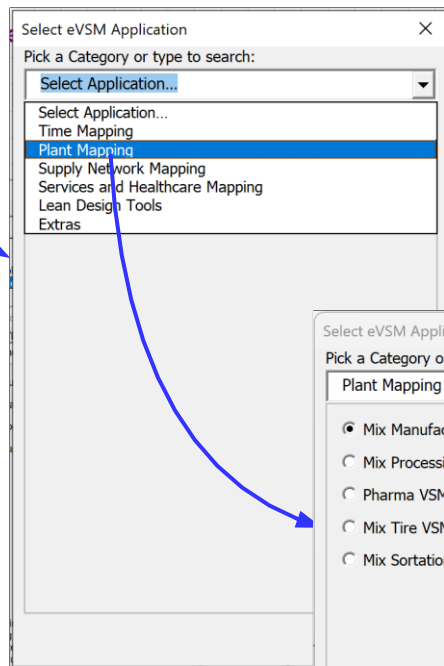 Select eVSM Application
Pick a Category or type to search:
Select Application...
Select Application...
Time Mapping
Plant Mapping
Supply Network Mapping
Services and Healthcare Mapping
Lean Design Tools
Extras
Select eVSM Appli
Pick a Category o
Plant Mapping
Mix Manufac
Mix Processi
Pharma VSM
Mix Tire VSM
Mix Sortation